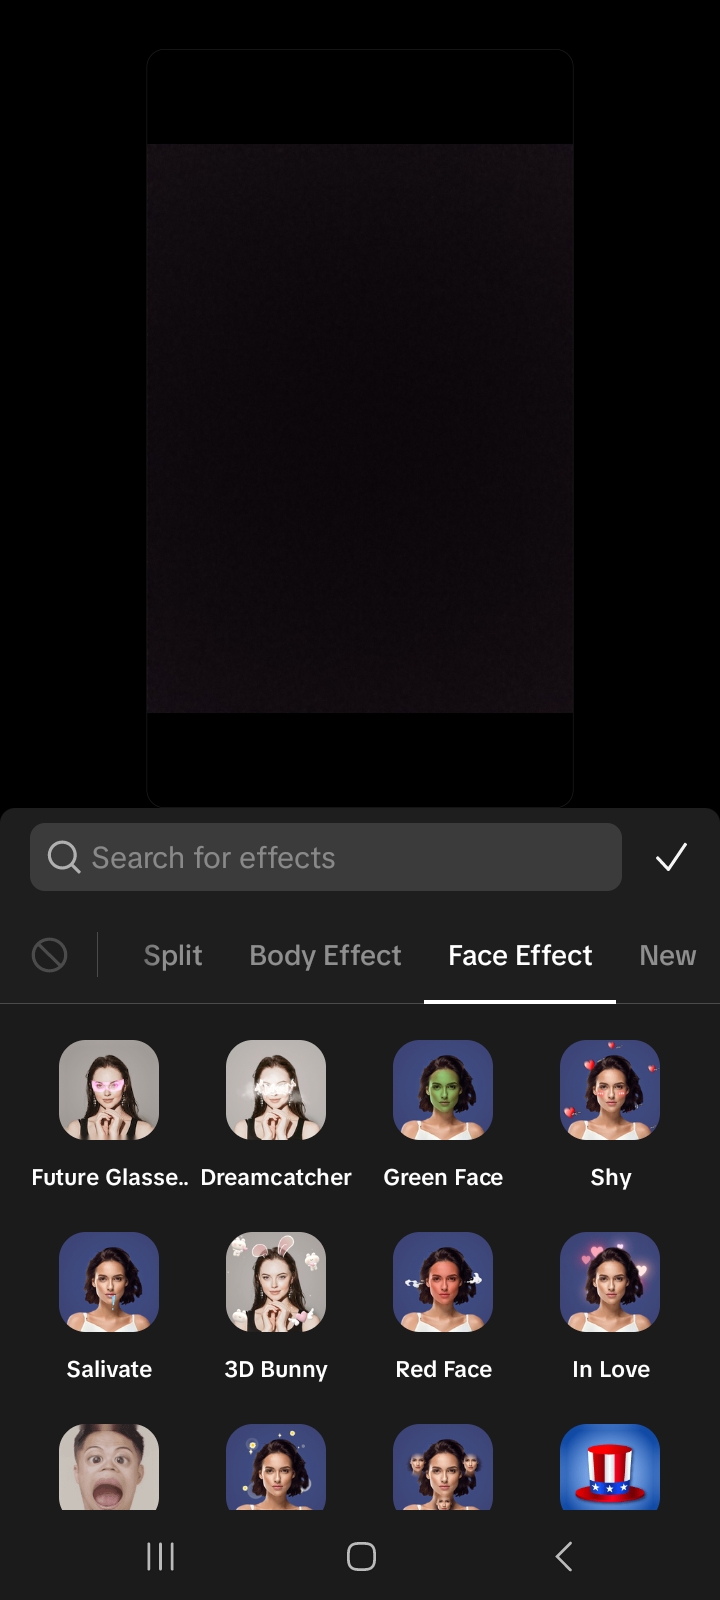 Search for effects
Split Body Effect Face Effect New
Future Glasse.. Dreamcatcher Green Face Shy
Salivate 3D Bunny Red Face In Love